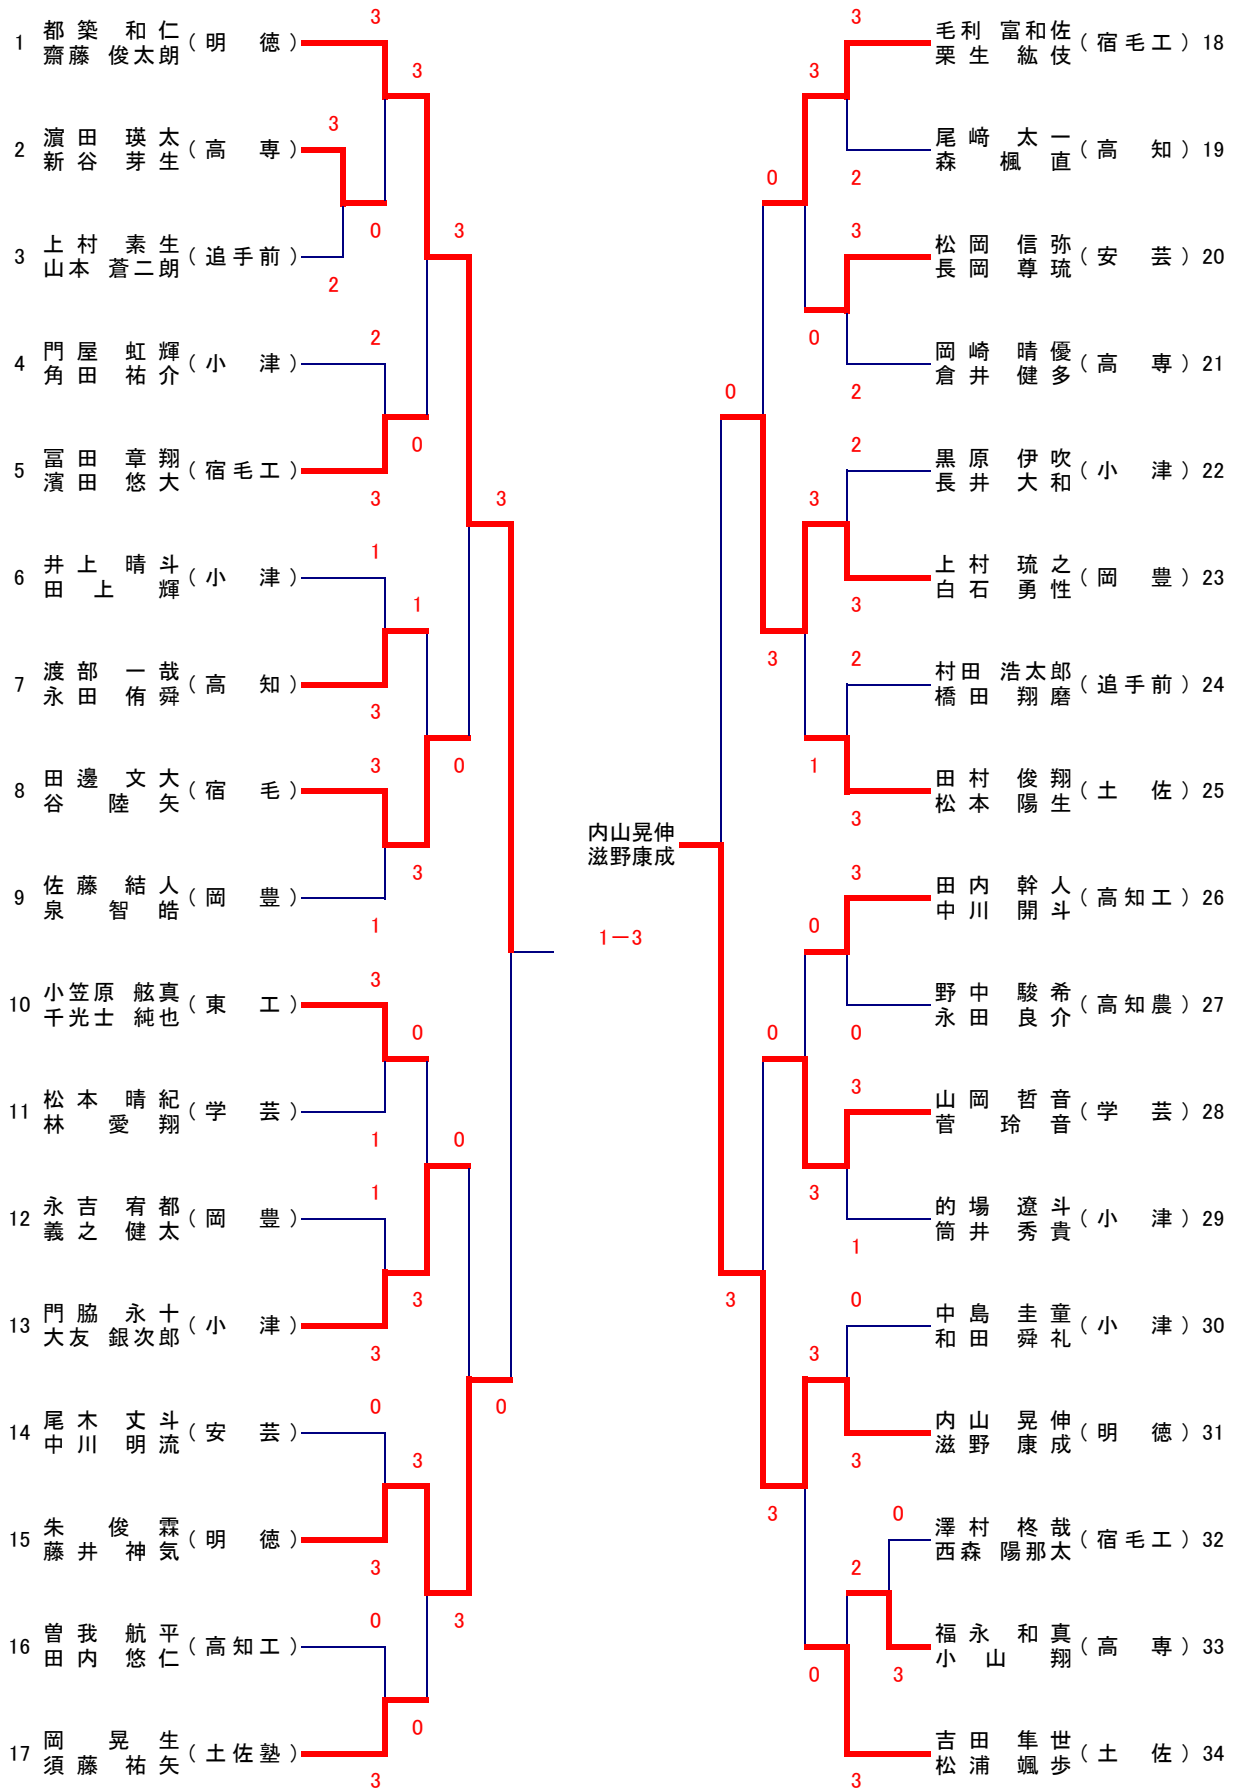 3
1 都築 和仁 (明 徳)
齋藤 俊太朗
3
3
2 濵田 瑛太 (高 専)
新谷 芽生
0
3
3 上村 素生 (追手前)
山本 蒼二朗
2
2
4 門屋 虹輝 (小 津)
角田 祐介
0
5 冨田 章翔 (宿毛工)
濱田 悠大
3
3
1
6 井上 晴斗 (小 津)
田上 輝
1
7 渡部 一哉 (高 知)
永田 侑舜
3
3
0
8 田邊 文大 (宿 毛)
谷 陸矢
3
9 佐藤 結人 (岡 豊)
泉 智皓
1
3
10 小笠原 舷真 (東 工)
千光士 純也
0
11 松本 晴紀 (学 芸)
林 愛翔
1
0
1
12 永吉 宥都 (岡 豊)
義之 健太
3
13 門脇 永十 (小 津)
大友 銀次郎
3
0
0
14 尾木 丈斗 (安 芸)
中川 明流
3
15 朱 俊霖 (明 徳)
藤井 神気
3
0
3
16 曽我 航平 (高知工)
田内 悠仁
0
17 岡 晃生 (土佐塾)
須藤 祐矢
3
内山晃伸
滋野康成
1-3
3
毛利 富和佐 (宿毛工) 18
栗生 紘伎
3
尾﨑 太一 (高 知) 19
森 楓直
0
2
3
松岡 信弥 (安 芸) 20
長岡 尊琉
0
岡崎 晴優 (高 専) 21
倉井 健多
0
2
2
黒原 伊吹 (小 津) 22
長井 大和
3
上村 琉之 (岡 豊) 23
白石 勇性
3
3
2
村田 浩太郎 (追手前) 24
橋田 翔磨
1
田村 俊翔 (土 佐) 25
松本 陽生
3
3
田内 幹人 (高知工) 26
中川 開斗
0
野中 駿希 (高知農) 27
永田 良介
0
0
3
山岡 哲音 (学 芸) 28
菅 玲音
3
的場 遼斗 (小 津) 29
筒井 秀貴
1
3
0
中島 圭童 (小 津) 30
和田 舜礼
3
内山 晃伸 (明 徳) 31
滋野 康成
3
3
0
澤村 柊哉 (宿毛工) 32
西森 陽那太
2
福永 和真 (高 専) 33
小山 翔
0
3
吉田 隼世 (土 佐) 34
松浦 颯歩
3